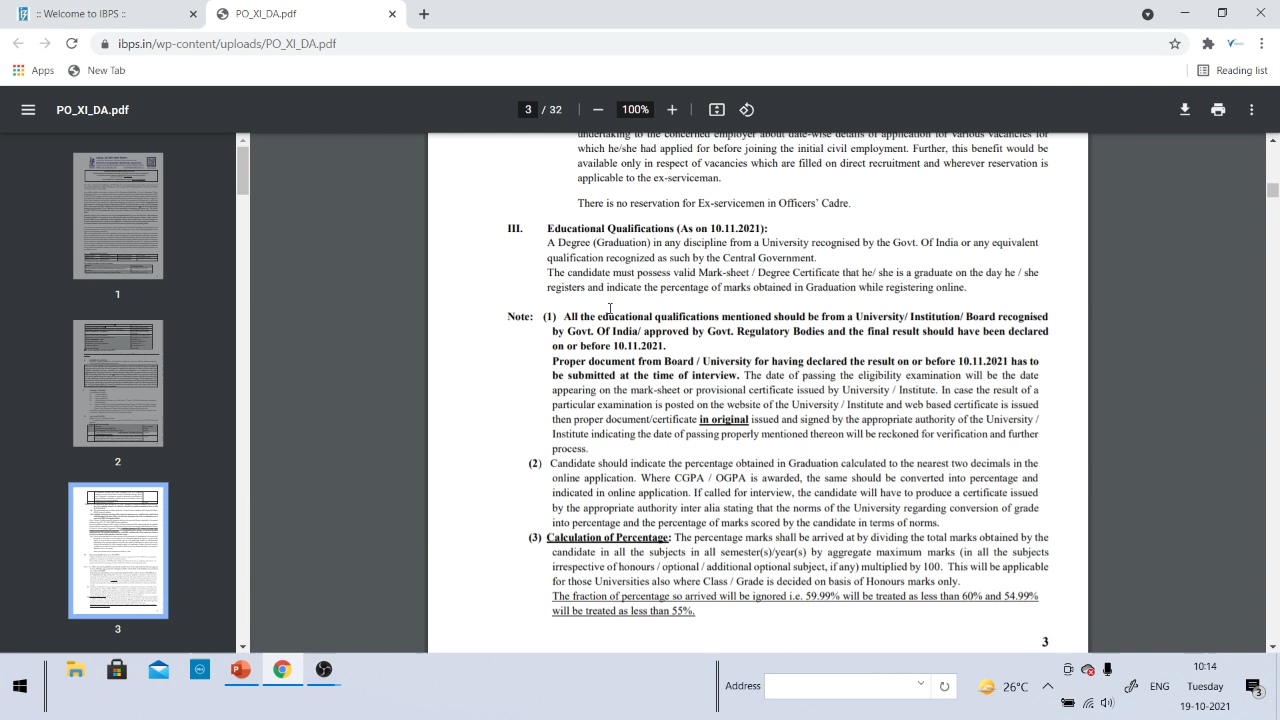 :: Welcome to IBPS ::
PO_XI_DA.pdf
ibps.in/wp-content/uploads/PO_XI_DA.pdf
Apps
New Tab
Reading list
PO_XI_DA.pdf
3 / 32
100%
undertaking to the concerned employer about date-wise details of application for various vacancies for
which he/she had applied for before joining the initial civil employment. Further, this benefit would be
available only in respect of vacancies which are filled on direct recruitment and wherever reservation is
applicable to the ex-serviceman.
There is no reservation for Ex-servicemen in Officers' Cadre.
III. Educational Qualifications (As on 10.11.2021):
A Degree (Graduation) in any discipline from a University recognised by the Govt. Of India or any equivalent
qualification recognized as such by the Central Government.
The candidate must possess valid Mark-sheet / Degree Certificate that he/ she is a graduate on the day he / she
registers and indicate the percentage of marks obtained in Graduation while registering online.
Note: (1) All the educational qualifications mentioned should be from a University/ Institution/ Board recognised
by Govt. Of India/ approved by Govt. Regulatory Bodies and the final result should have been declared
on or before 10.11.2021.
Proper document from Board / University for having declared the result on or before 10.11.2021 has to
be submitted at the time of interview. The date of passing the eligibility examination will be the date
appearing on the mark-sheet or provisional certificate issued by University / Institute. In case the result of a
particular examination is posted on the website of the University / Institute and web based certificate is issued
then proper document/certificate in original issued and signed by the appropriate authority of the University /
Institute indicating the date of passing properly mentioned thereon will be reckoned for verification and further
process.
(2) Candidate should indicate the percentage obtained in Graduation calculated to the nearest two decimals in the
online application. Where CGPA / OGPA is awarded, the same should be converted into percentage and
indicated in online application. If called for interview, the candidate will have to produce a certificate issued
by the appropriate authority inter alia stating that the norms of the University regarding conversion of grade
into percentage and the percentage of marks scored by the candidate in terms of norms.
(3) Calculation of Percentage: The percentage marks shall be arrived at by dividing the total marks obtained by the
candidate in all the subjects in all semester(s)/year(s) by aggregate maximum marks (in all the subjects
irrespective of honours / optional / additional optional subject, if any) multiplied by 100. This will be applicable
for those Universities also where Class / Grade is decided on basis of Honours marks only.
The fraction of percentage so arrived will be ignored i.e. 59.99% will be treated as less than 60% and 54.99%
will be treated as less than 55%.
3
1
2
3
Address
26°C
ENG
10:14
Tuesday
19-10-2021
3